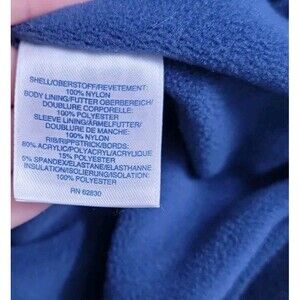 SHELL/OBERSTOFF/REVETEMENT:
100% NYLON
BODY LINING/FUTTER OBERBEREICH/
DOUBLURE CORPORELLE:
100% POLYESTER
SLEEVE LINING/ÄRMELFUTTER/
DOUBLURE DE MANCHE:
100% NYLON
RIB/RIPPSTRICK/BORDS:
80% ACRYLIC/POLYACRYL/ACRYLIQUE
15% POLYESTER
5% SPANDEX/ELASTAN/ELASTHANNE
INSULATION/ISOLIERUNG/ISOLATION:
100% POLYESTER
RN 62830